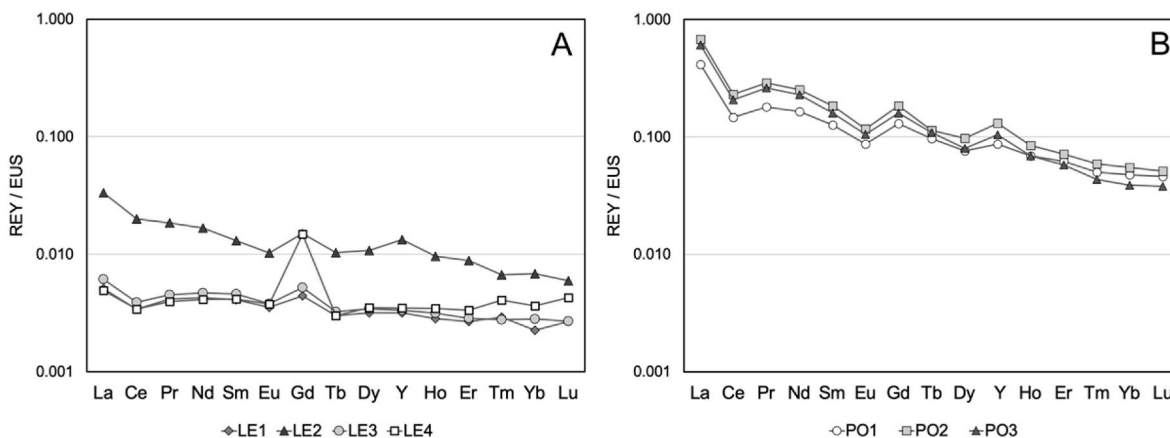 A
REY / EUS
1.000
0.100
0.010
0.001
La Ce Pr Nd Sm Eu Gd Tb Dy Y Ho Er Tm Yb Lu
LE1 LE2 LE3 LE4
B
REY / EUS
1.000
0.100
0.010
0.001
La Ce Pr Nd Sm Eu Gd Tb Dy Y Ho Er Tm Yb Lu
PO1 PO2 PO3